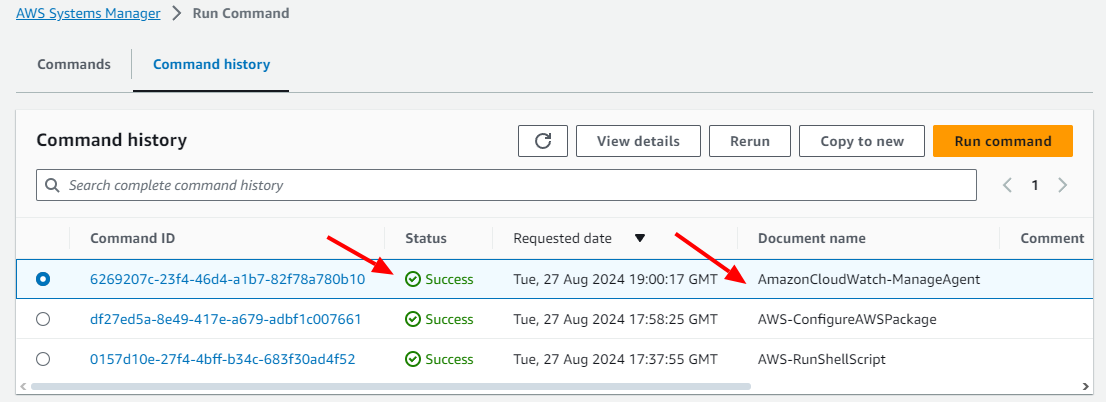 AWS Systems Manager > Run Command
Commands Command history
Command history View details Rerun Copy to new Run command
Search complete command history 1
Command ID Status Requested date Document name Comment
6269207c-23f4-46d4-a1b7-82f78a780b10 Success Tue, 27 Aug 2024 19:00:17 GMT AmazonCloudWatch-ManageAgent
df27ed5a-8e49-417e-a679-adbf1c007661 Success Tue, 27 Aug 2024 17:58:25 GMT AWS-ConfigureAWSPackage
0157d10e-27f4-4bff-b34c-683f30ad4f52 Success Tue, 27 Aug 2024 17:37:55 GMT AWS-RunShellScript